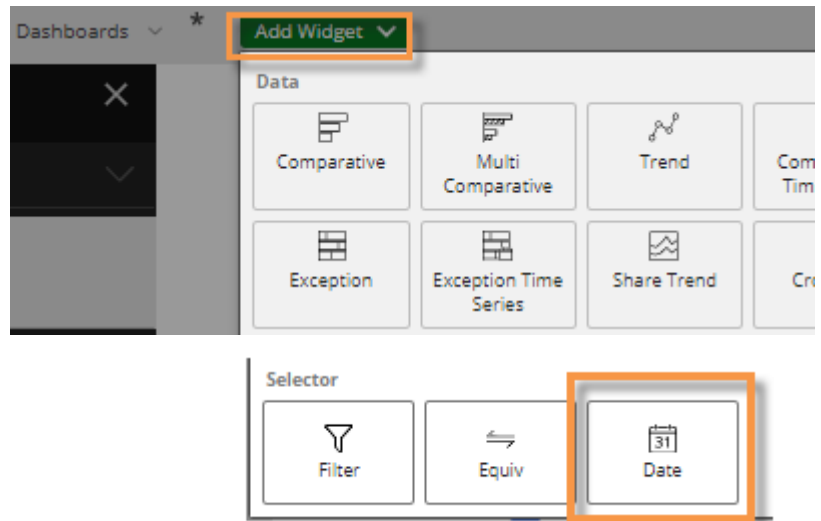 Dashboards
*
Add Widget
Data
Comparative
Multi
Comparative
Trend
Exception
Exception Time
Series
Share Trend
Selector
Filter
Equiv
31
Date